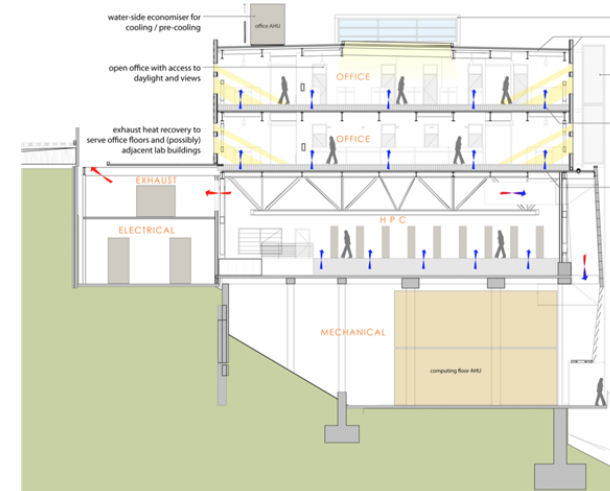 water-side economiser for
cooling / pre-cooling
office AHU
open office with access to
daylight and views
OFFICE
exhaust heat recovery to
serve office floors and (possibly)
adjacent lab buildings
OFFICE
EXHAUST
HPC
ELECTRICAL
MECHANICAL
computing floor AHU